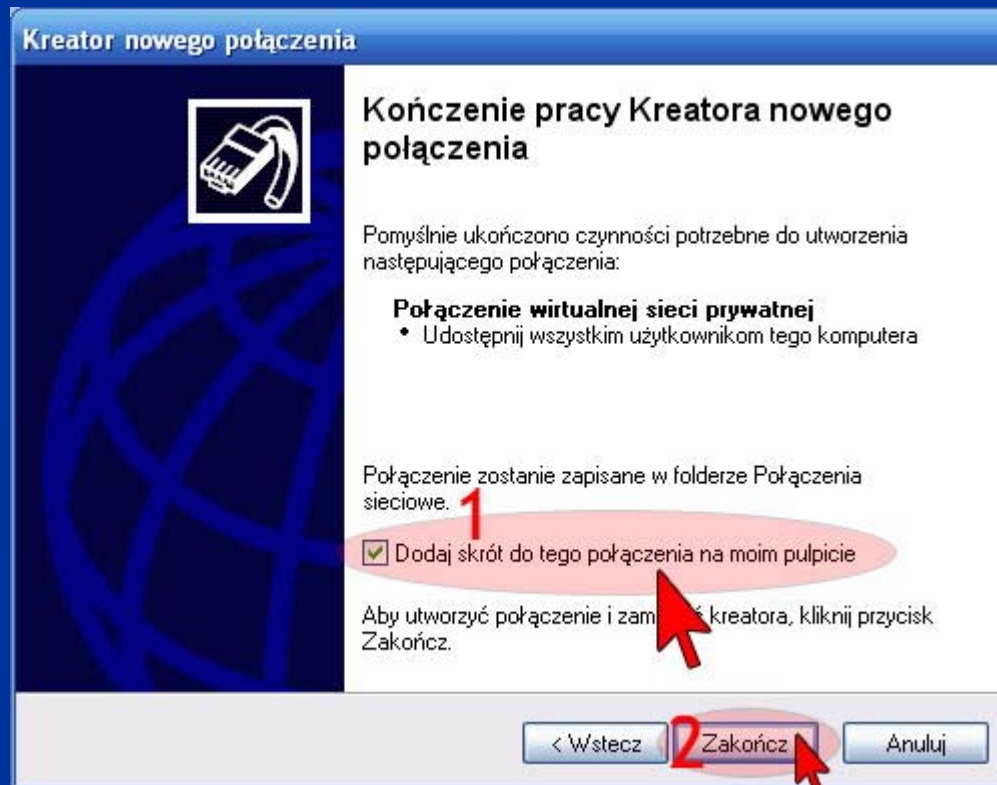 Kreator nowego połączenia
Kończenie pracy Kreatora nowego
połączenia
Pomyślnie ukończono czynności potrzebne do utworzenia
następującego połączenia:
Połączenie wirtualnej sieci prywatnej
• Udostępnij wszystkim użytkownikom tego komputera
Połączenie zostanie zapisane w folderze Połączenia
sieciowe.
1
Dodaj skrót do tego połączenia na moim pulpicie
Aby utworzyć połączenie i kreatora, kliknij przycisk
Zakończ.
< Wstecz
2
Zakończ
Anuluj